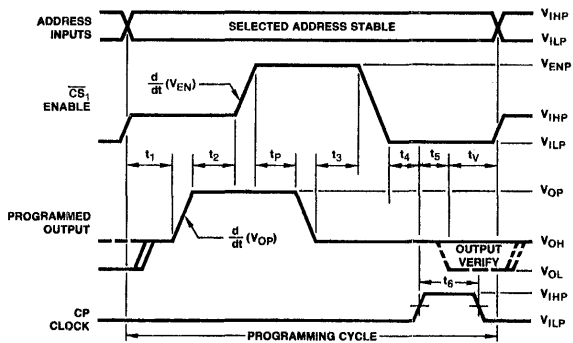 ADDRESS INPUTS
SELECTED ADDRESS STABLE
VIHP
VILP
VENP
d/dt (VEN)
CS1 ENABLE
VIHP
VILP
t1
t2
tP
t3
t4
t5
tV
VOP
PROGRAMMED OUTPUT
d/dt (VOP)
VOH
OUTPUT VERIFY
VOL
t6
VIHP
CP CLOCK
VILP
PROGRAMMING CYCLE